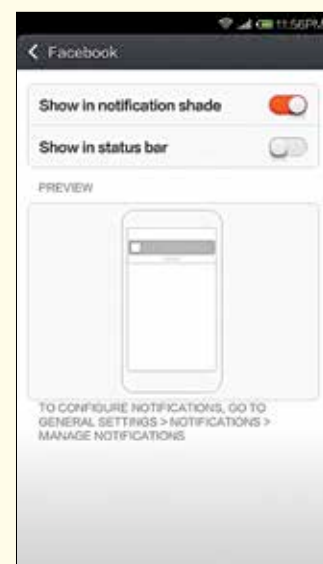 11:56PM
Facebook
Show in notification shade
Show in status bar
PREVIEW
TO CONFIGURE NOTIFICATIONS, GO TO
GENERAL SETTINGS > NOTIFICATIONS >
MANAGE NOTIFICATIONS